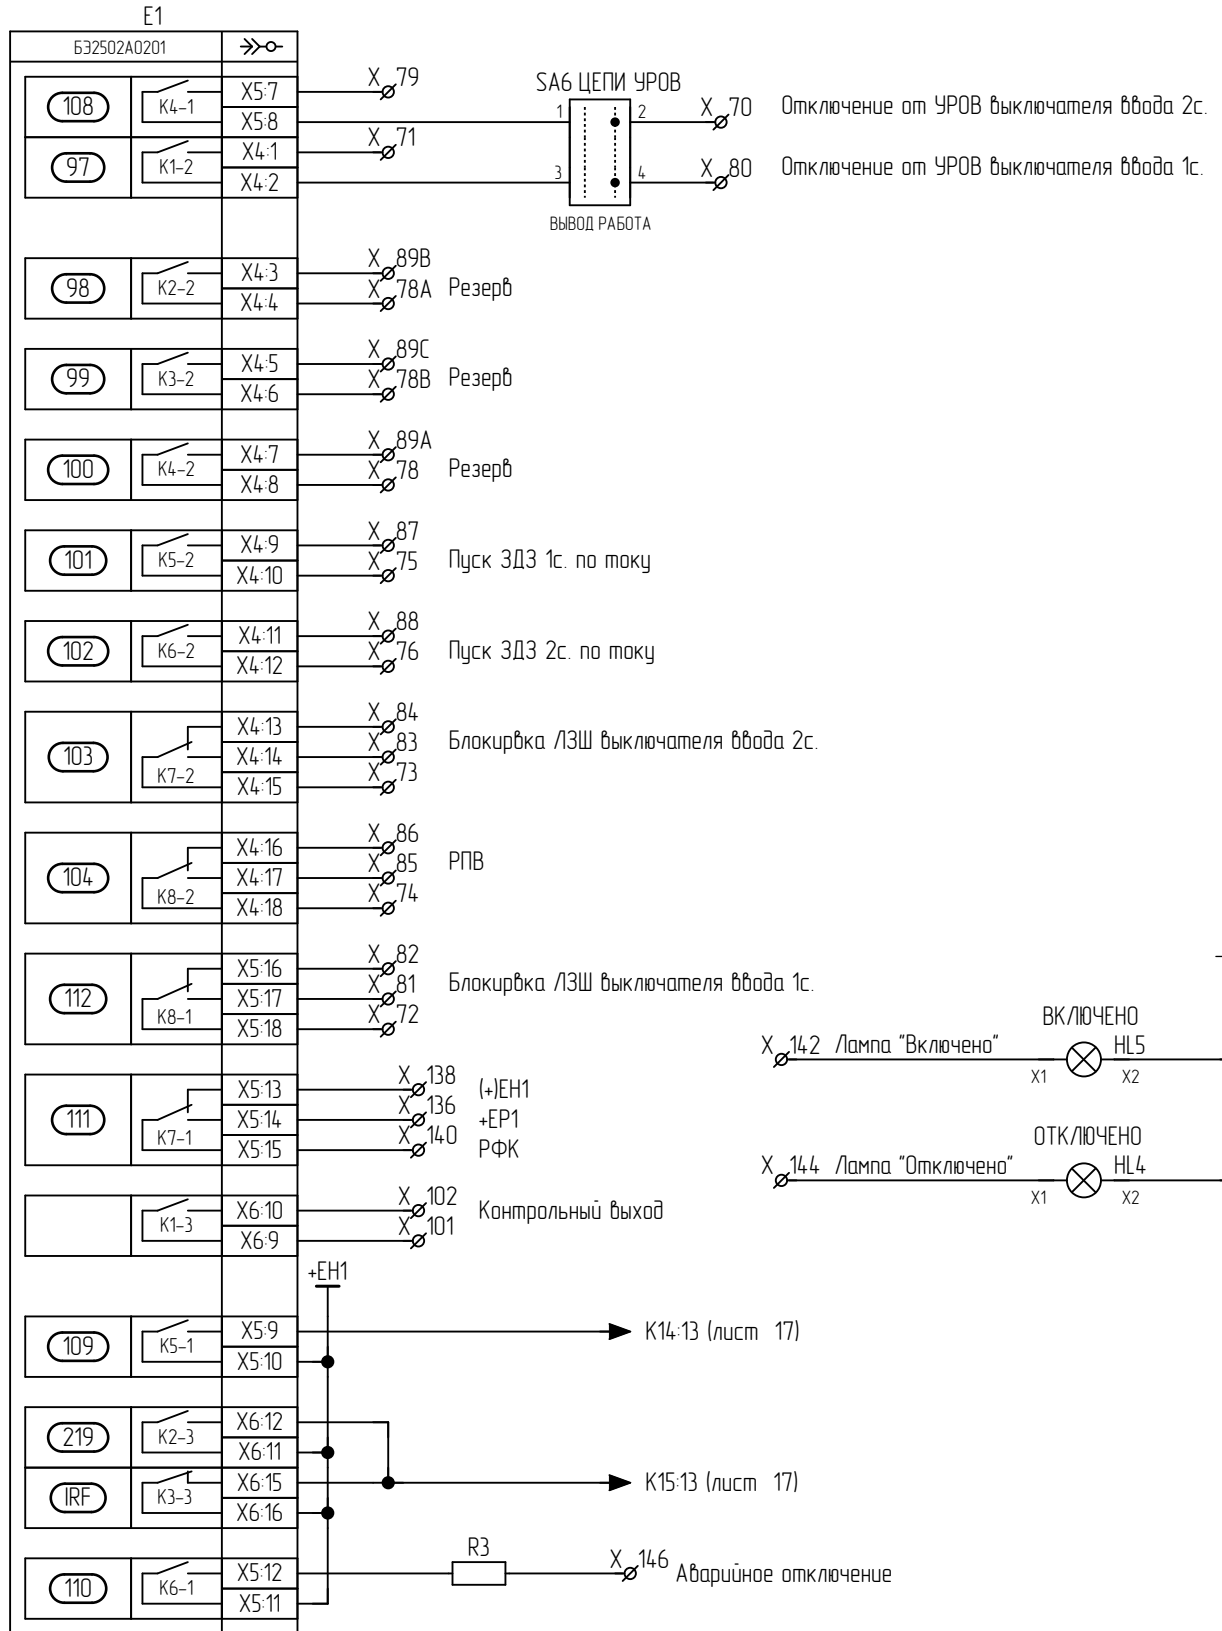 E1
БЭ2502А0201
108
K4-1
X5:7
X5:8
X 79
SA6 ЦЕПИ УРОВ
1
2
X 70 Отключение от УРОВ выключателя ввода 2с.
97
K1-2
X4:1
X4:2
X 71
3
4
X 80 Отключение от УРОВ выключателя ввода 1с.
ВЫВОД РАБОТА
98
K2-2
X4:3
X4:4
X 89B
X 78A Резерв
99
K3-2
X4:5
X4:6
X 89C
X 78B Резерв
100
K4-2
X4:7
X4:8
X 89A
X 78 Резерв
101
K5-2
X4:9
X4:10
X 87
X 75 Пуск ЗДЗ 1с. по току
102
K6-2
X4:11
X4:12
X 88
X 76 Пуск ЗДЗ 2с. по току
103
K7-2
X4:13
X4:14
X4:15
X 84
X 83 Блокирвка ЛЗШ выключателя ввода 2с.
X 73
104
K8-2
X4:16
X4:17
X4:18
X 86
X 85 РПВ
X 74
112
K8-1
X5:16
X5:17
X5:18
X 82
X 81 Блокирвка ЛЗШ выключателя ввода 1с.
X 72
ВКЛЮЧЕНО
X 142 Лампа "Включено"
X1
HL5
X2
111
K7-1
X5:13
X5:14
X5:15
X 138 (+)EH1
X 136 +EP1
X 140 РФК
ОТКЛЮЧЕНО
X 144 Лампа "Отключено"
X1
HL4
X2
K1-3
X6:10
X6:9
X 102 Контрольный выход
X 101
+EH1
109
K5-1
X5:9
X5:10
K14:13 (лист 17)
219
K2-3
X6:12
X6:11
IRF
K3-3
X6:15
X6:16
K15:13 (лист 17)
110
K6-1
X5:12
X5:11
R3
X 146 Аварийное отключение